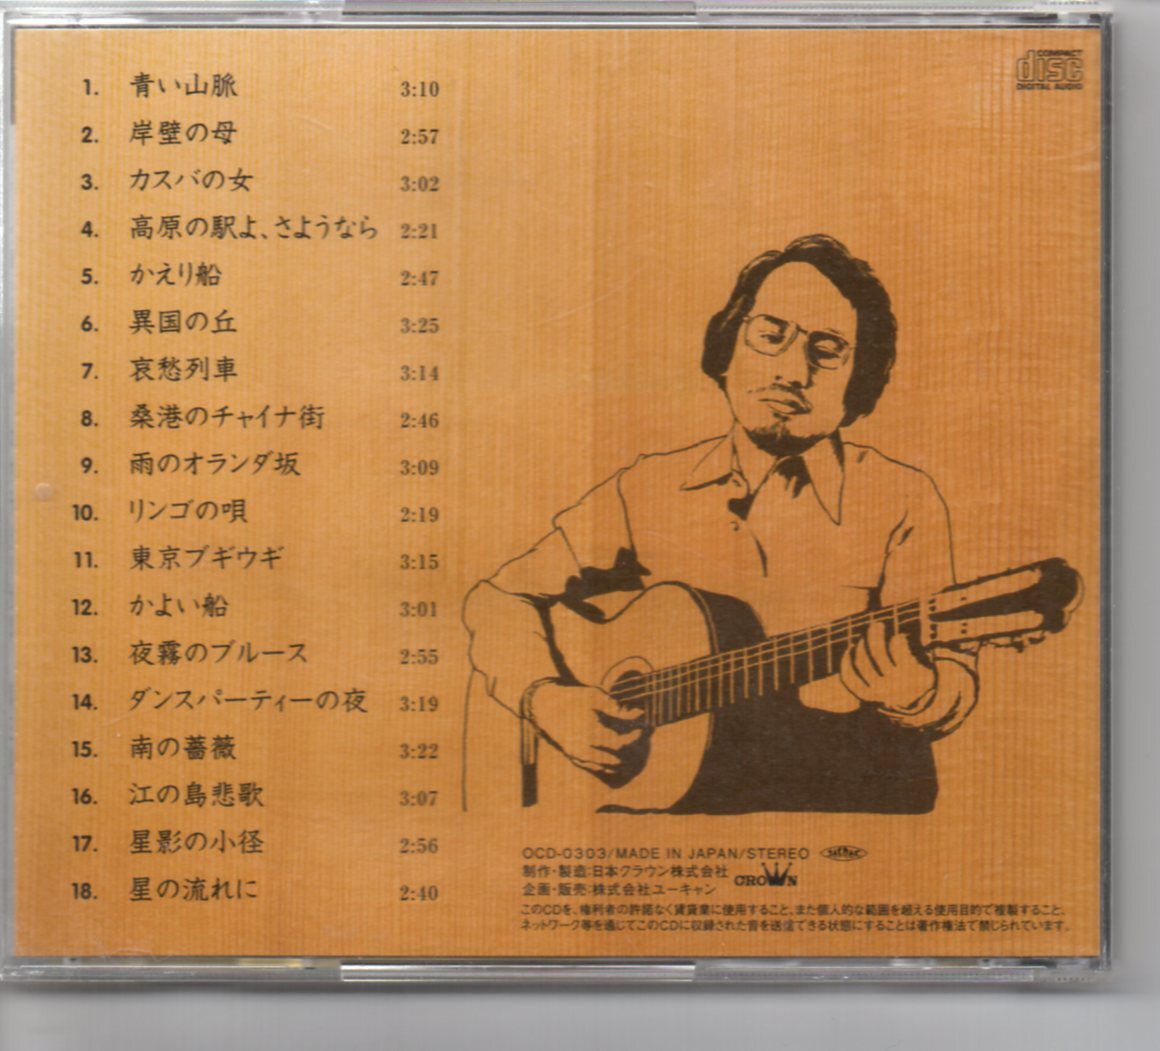 COMPACT
disc
DIGITAL AUDIO
1. 青い山脈 3:10
2. 岸壁の母 2:57
3. カスバの女 3:02
4. 高原の駅よ、さようなら 2:21
5. かえり船 2:47
6. 異国の丘 3:25
7. 哀愁列車 3:14
8. 桑港のチャイナ街 2:46
9. 雨のオランダ坂 3:09
10. リンゴの唄 2:19
11. 東京ブギウギ 3:15
12. かよい船 3:01
13. 夜霧のブルース 2:55
14. ダンスパーティーの夜 3:19
15. 南の薔薇 3:22
16. 江の島悲歌 3:07
17. 星影の小径 2:56
18. 星の流れに 2:40
OCD-0303/MADE IN JAPAN/STEREO JASRAC
制作・製造:日本クラウン株式会社
企画・販売:株式会社ユーキャン
CROWN
このCDを、権利者の許諾なく賃貸業に使用すること、また個人的な範囲を超える使用目的で複製すること、
ネットワーク等を通じてこのCDに収録された音を送信できる状態にすることは著作権法で禁じられています。